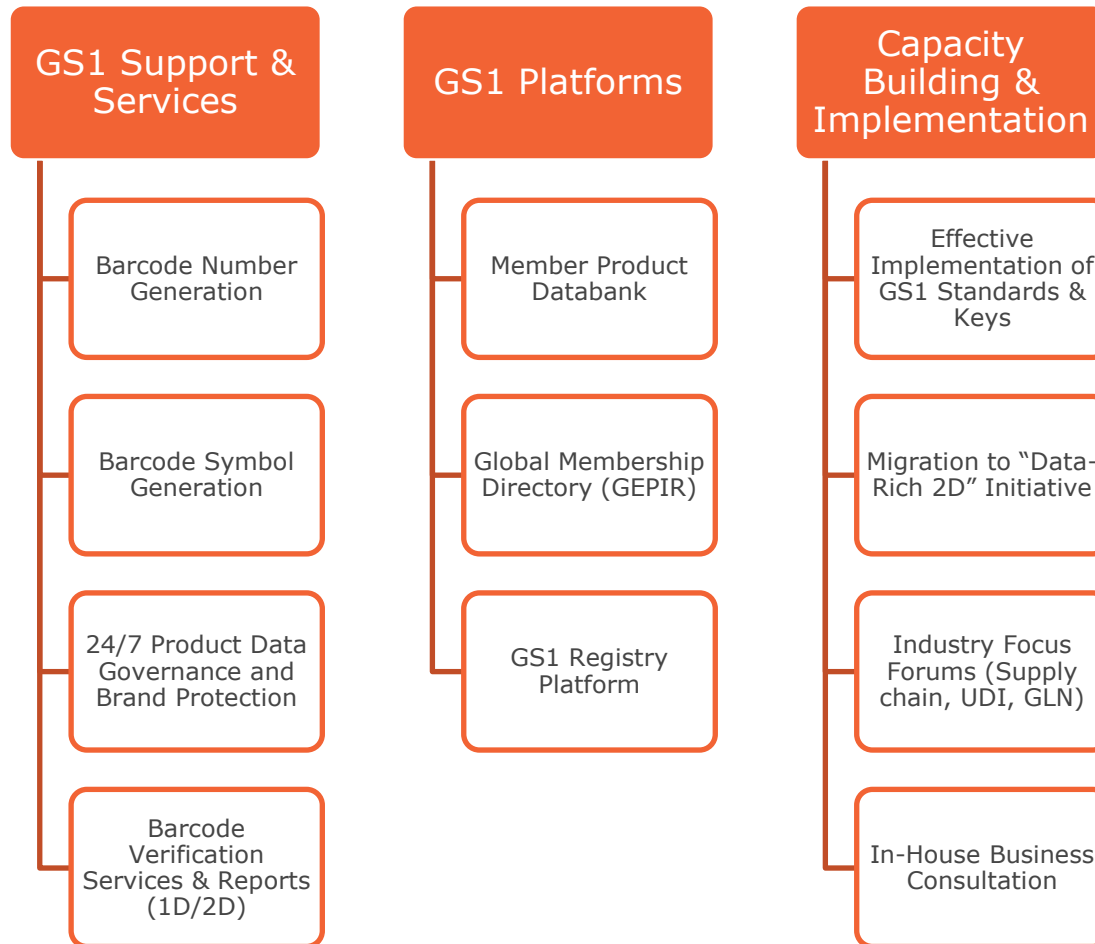 GS1 Support &
Services
Barcode Number
Generation
Barcode Symbol
Generation
24/7 Product Data
Governance and
Brand Protection
Barcode
Verification
Services & Reports
(1D/2D)
GS1 Platforms
Member Product
Databank
Global Membership
Directory (GEPIR)
GS1 Registry
Platform
Capacity
Building &
Implementation
Effective
Implementation of
GS1 Standards &
Keys
Migration to “Data-
Rich 2D” Initiative
Industry Focus
Forums (Supply
chain, UDI, GLN)
In-House Business
Consultation